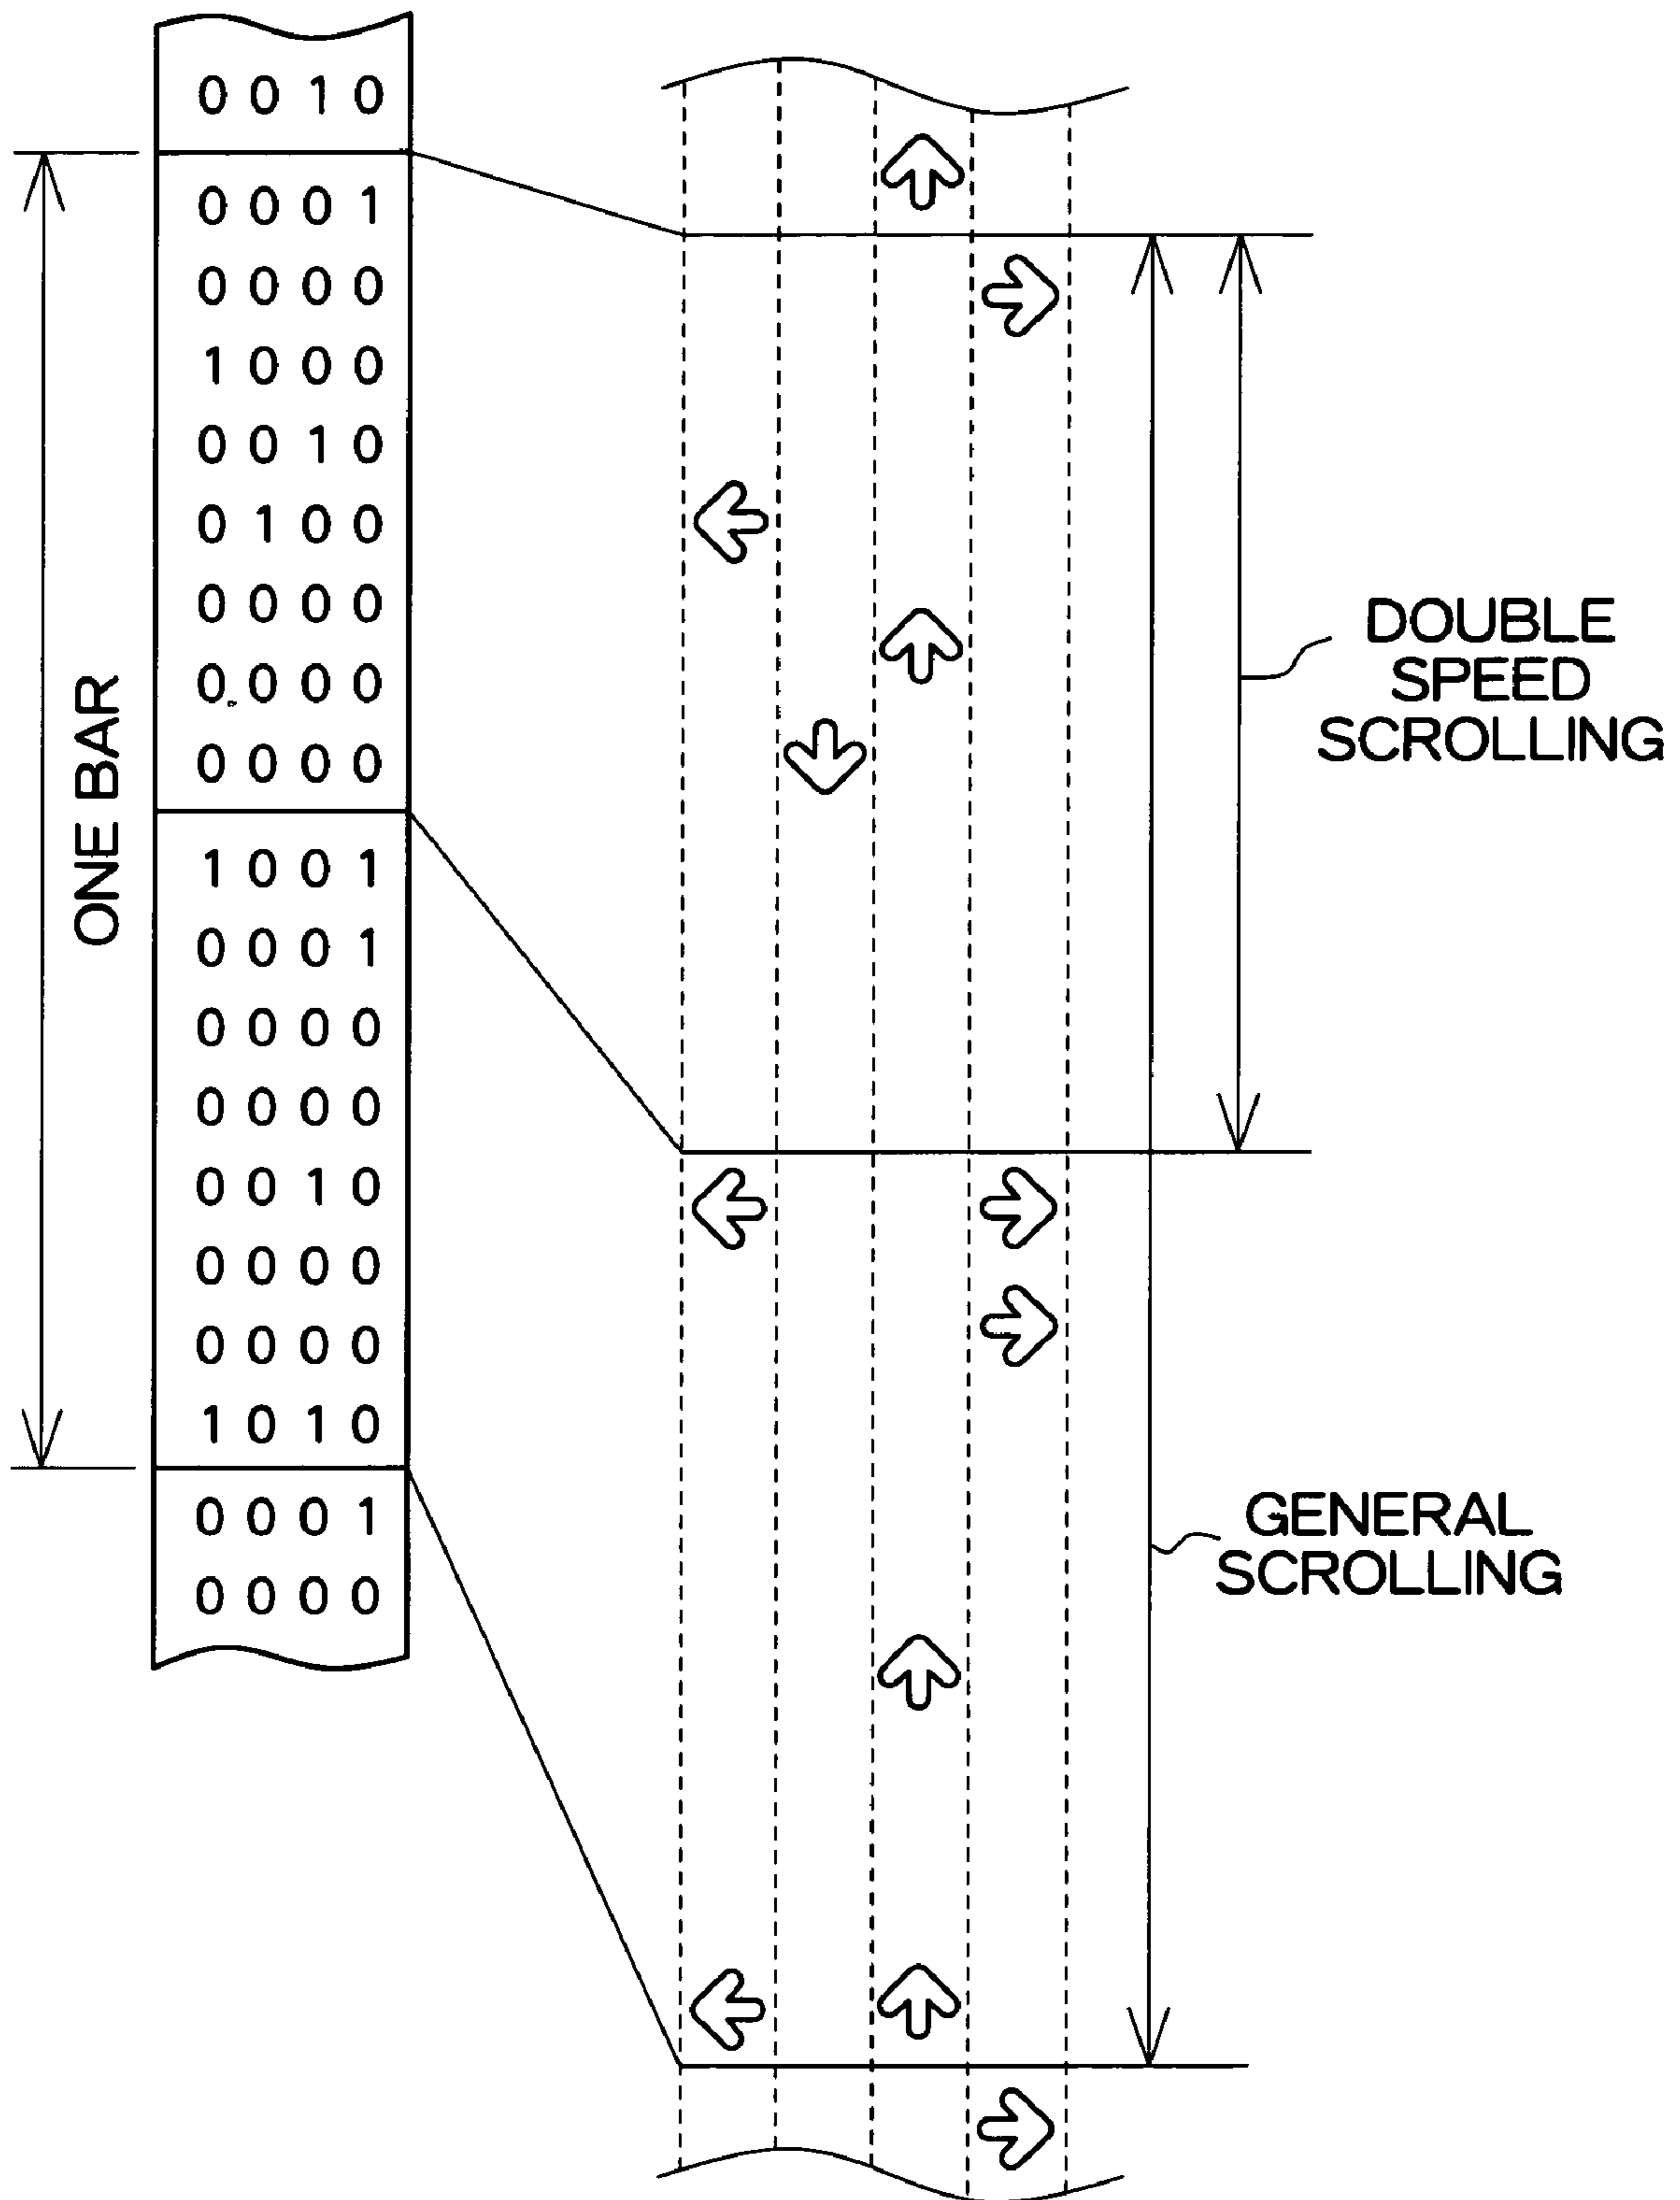 0 0 1 0
0 0 0 1
0 0 0 0
1 0 0 0
0 0 1 0
0 1 0 0
0 0 0 0
0 0 0 0
0 0 0 0
1 0 0 1
0 0 0 1
0 0 0 0
0 0 0 0
0 0 1 0
0 0 0 0
0 0 0 0
1 0 1 0
0 0 0 1
0 0 0 0
ONE BAR
DOUBLE
SPEED
SCROLLING
GENERAL
SCROLLING